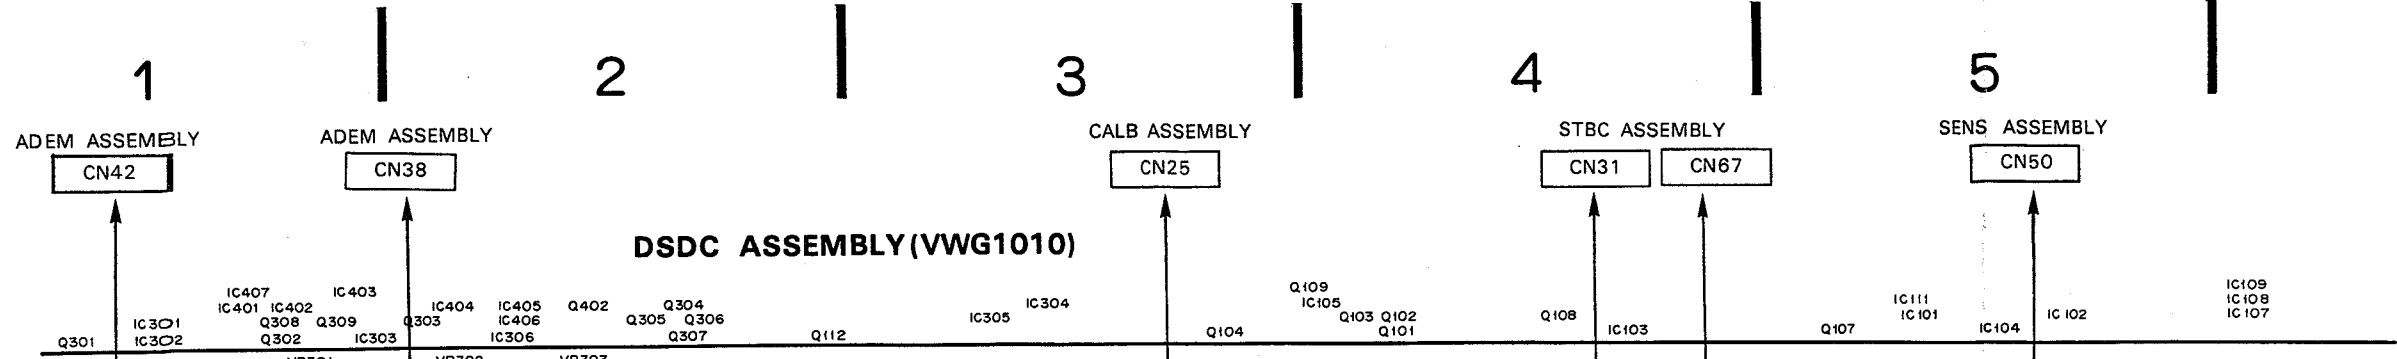 1 2 3 4 5
ADEM ASSEMBLY ADEM ASSEMBLY CALB ASSEMBLY STBC ASSEMBLY SENS ASSEMBLY
CN42 CN38 CN25 CN31 CN67 CN50
DSDC ASSEMBLY(VWG1010)
IC407 IC403 Q109 IC109
IC401 IC402 IC404 IC405 Q402 Q304 IC304 IC105 IC111 IC108
IC301 Q308 Q309 Q303 IC406 Q305 Q306 IC305 Q103 Q102 Q108 IC101 IC102 IC107
Q301 IC302 Q302 IC303 IC306 Q307 Q112 Q104 Q101 IC103 Q107 IC104